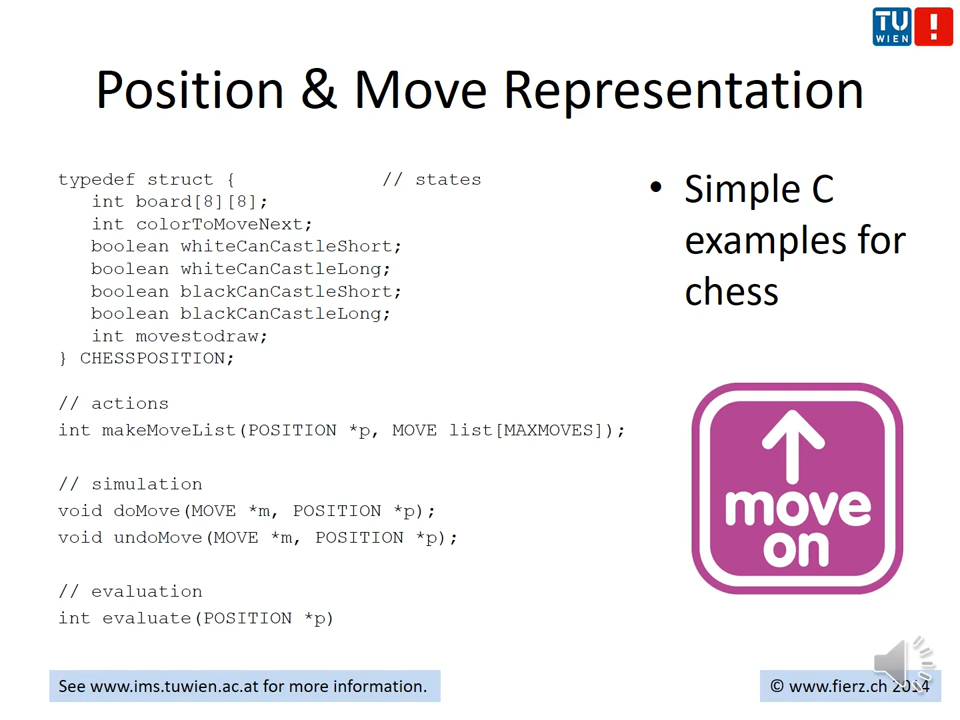 TU
WIEN
!
Position & Move Representation
typedef struct { // states
int board[8][8];
int colorToMoveNext;
boolean whiteCanCastleShort;
boolean whiteCanCastleLong;
boolean blackCanCastleShort;
boolean blackCanCastleLong;
int movestodraw;
} CHESSPOSITION;
// actions
int makeMoveList(POSITION *p, MOVE list[MAXMOVES]);
// simulation
void doMove(MOVE *m, POSITION *p);
void undoMove(MOVE *m, POSITION *p);
// evaluation
int evaluate(POSITION *p)
• Simple C
examples for
chess
move
on
See www.ims.tuwien.ac.at for more information.
© www.fierz.ch 2014